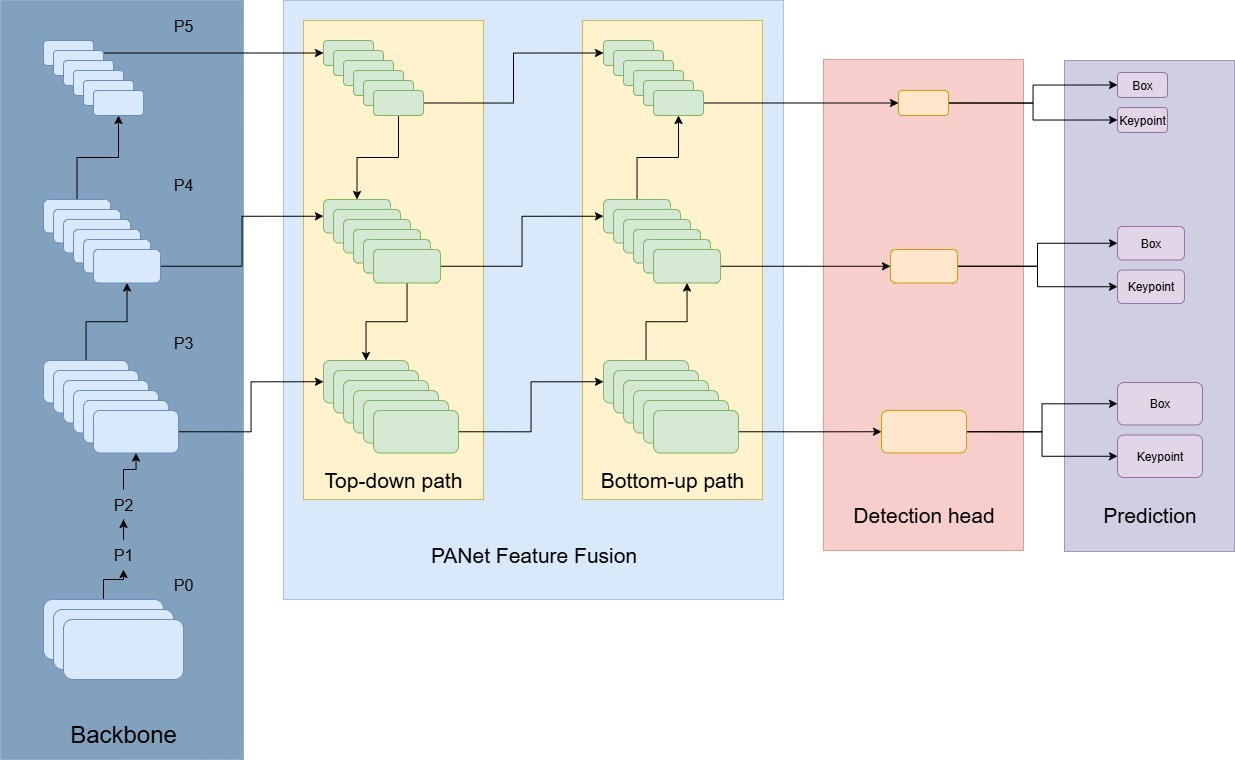 P5
P4
P3
P2
P1
P0
Backbone
Top-down path
Bottom-up path
PANet Feature Fusion
Detection head
Box
Keypoint
Box
Keypoint
Box
Keypoint
Prediction